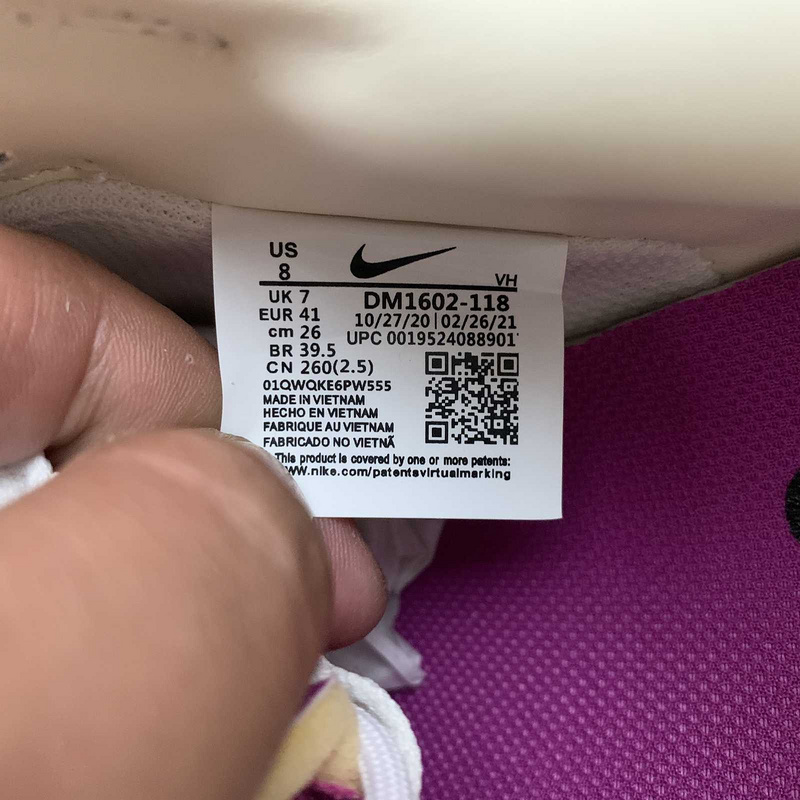 US
8
VH
UK 7
EUR 41
cm 26
BR 39.5
CN 260(2.5)
DM1602-118
10/27/20|02/26/21
UPC 0019524088901
01QWQKE6PW555
MADE IN VIETNAM
HECHO EN VIETNAM
FABRIQUE AU VIETNAM
FABRICADO NO VIETNÃ
This product is covered by one or more patents:
WW.nike.com/patentsvirtualmarking